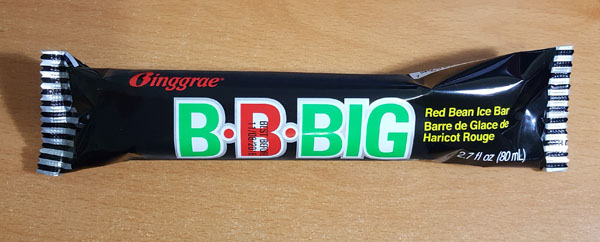 Binggrae
B·B·BIG
Red Bean Ice Bar
Barre de Glace de
Haricot Rouge
2.7 fl oz (80 mL)